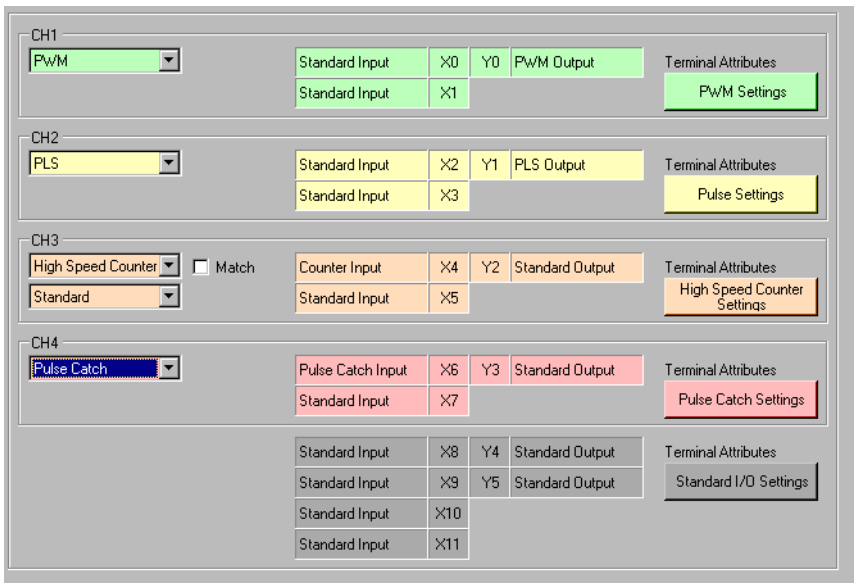 CH1
PWM
Standard Input X0 Y0 PWM Output
Terminal Attributes
Standard Input X1
PWM Settings
CH2
PLS
Standard Input X2 Y1 PLS Output
Terminal Attributes
Standard Input X3
Pulse Settings
CH3
High Speed Counter
Match
Counter Input X4 Y2 Standard Output
Terminal Attributes
Standard
Standard Input X5
High Speed Counter
Settings
CH4
Pulse Catch
Pulse Catch Input X6 Y3 Standard Output
Terminal Attributes
Standard Input X7
Pulse Catch Settings
Standard Input X8 Y4 Standard Output
Terminal Attributes
Standard Input X9 Y5 Standard Output
Standard I/O Settings
Standard Input X10
Standard Input X11